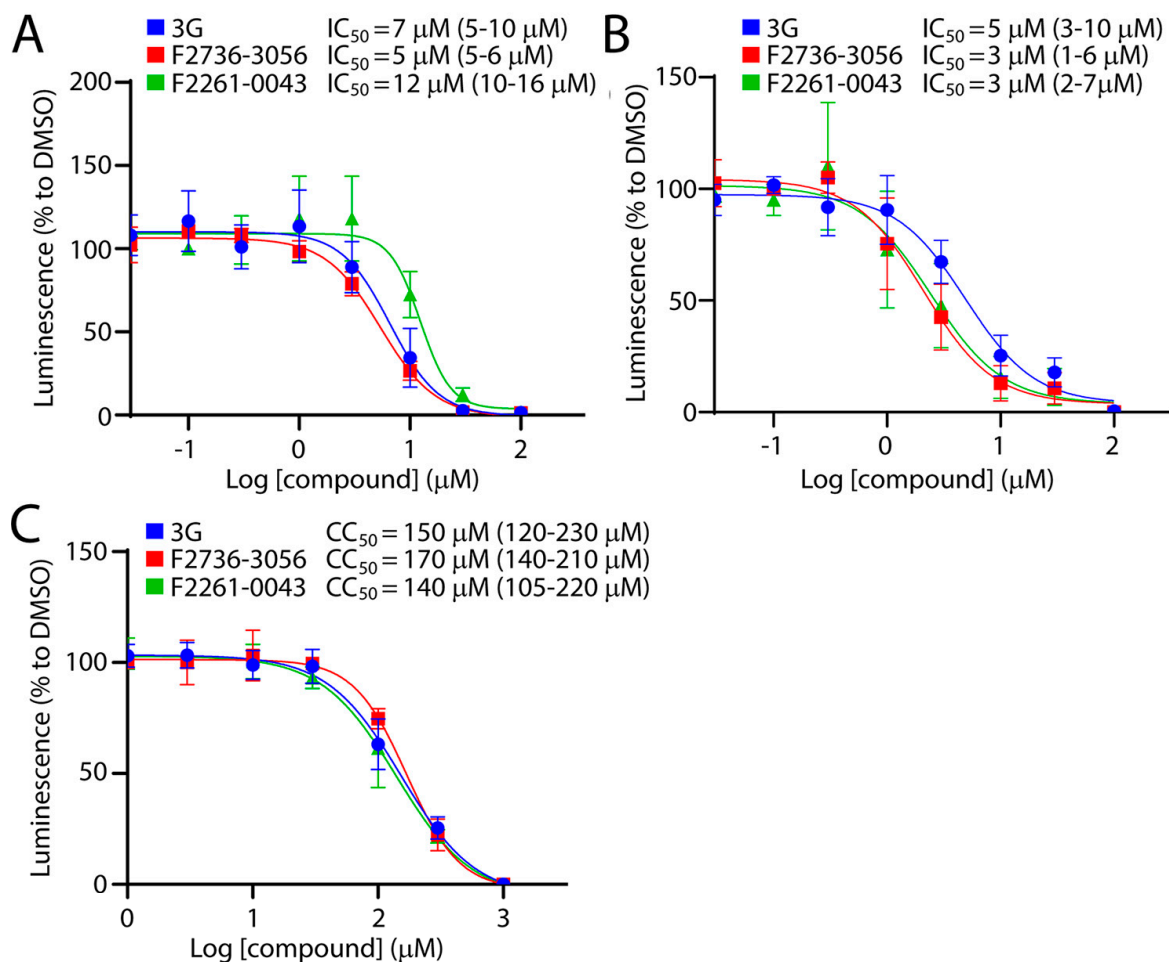 A
3G IC50 = 7 µM (5-10 µM)
F2736-3056 IC50 = 5 µM (5-6 µM)
F2261-0043 IC50 = 12 µM (10-16 µM)
Luminescence (% to DMSO)
200
150
100
50
0
-1 0 1 2
Log [compound] (µM)
B
3G IC50 = 5 µM (3-10 µM)
F2736-3056 IC50 = 3 µM (1-6 µM)
F2261-0043 IC50 = 3 µM (2-7µM)
Luminescence (% to DMSO)
150
100
50
0
-1 0 1 2
Log [compound] (µM)
C
3G CC50 = 150 µM (120-230 µM)
F2736-3056 CC50 = 170 µM (140-210 µM)
F2261-0043 CC50 = 140 µM (105-220 µM)
Luminescence (% to DMSO)
150
100
50
0
0 1 2 3
Log [compound] (µM)